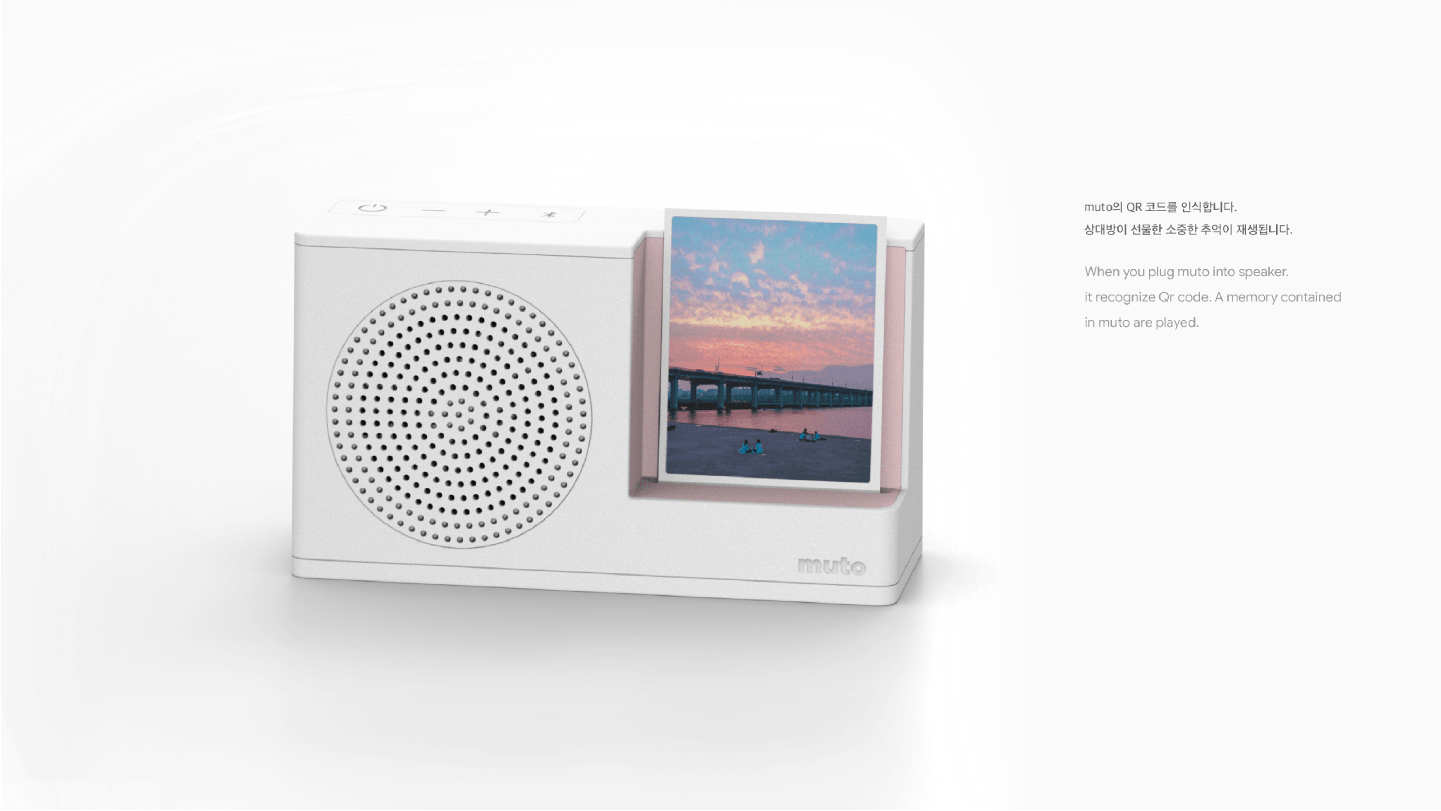 muto의 QR 코드를 인식합니다.
상대방이 선물한 소중한 추억이 재생됩니다.
When you plug muto into speaker.
it recognize Qr code. A memory contained
in muto are played.
muto